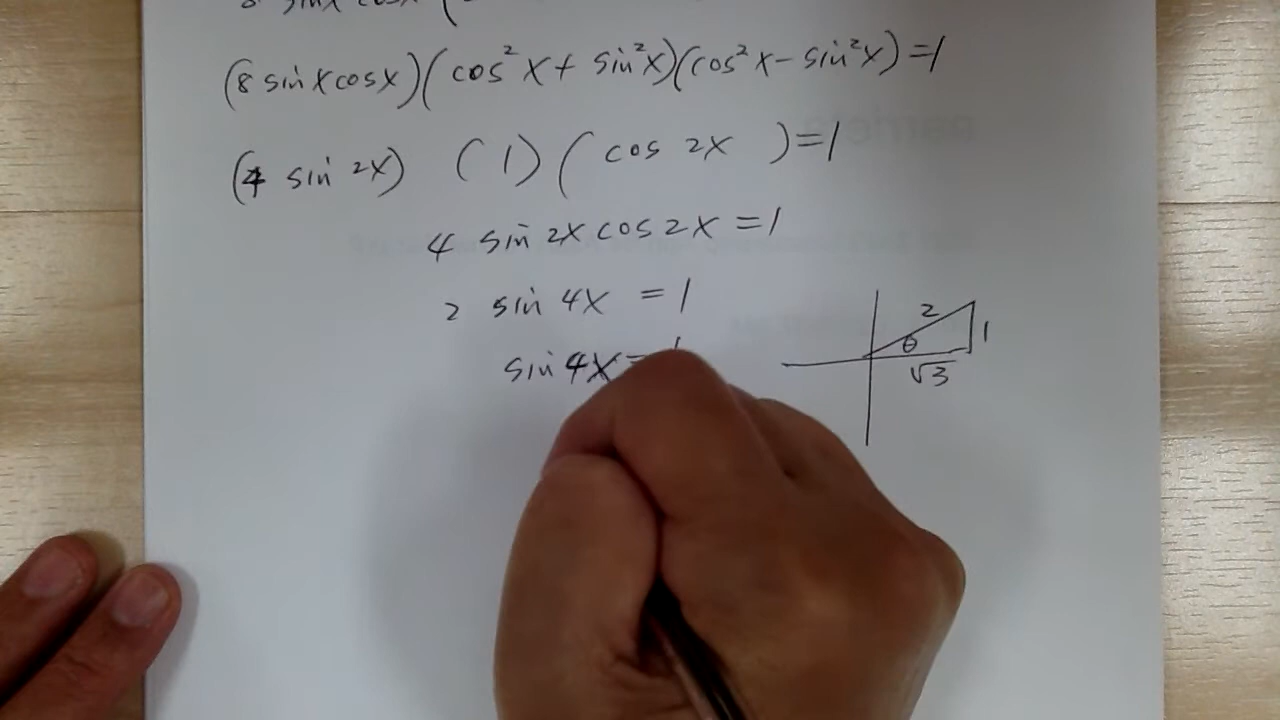 (8 sin x cos x)(cos² x + sin² x)(cos² x - sin² x) = 1
(4 sin 2x) (1) ( cos 2x ) = 1
4 sin 2x cos 2x = 1
2 sin 4x = 1
sin 4x =
2
θ
1
√3